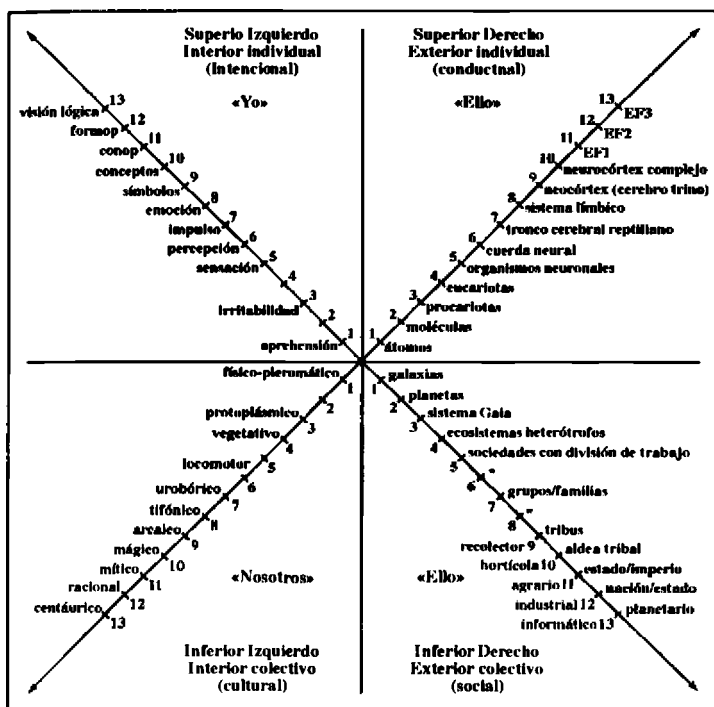 Superio Izquierdo
Interior individual
(Intencional)
«Yo»
13
visión lógica
12
formop
11
conop
10
conceptos
9
símbolos
8
emoción
7
impulso
6
percepción
5
sensación
4
3
irritabilidad
2
1
aprehensión
Superior Derecho
Exterior individual
(conductnal)
«Ello»
13
EF3
12
EF2
11
EF1
10
neurocórtex complejo
9
neocórtex (cerebro trino)
8
sistema límbico
7
tronco cerebral reptiliano
6
cuerda neural
5
organismos neuronales
4
eucariotas
3
procariotas
2
moléculas
1
átomos
físico-pleromático
1
2
protoplásmico
3
vegetativo
4
5
locomotor
6
urobórico
7
tifónico
8
arcaico
9
mágico
10
mítico
11
racional
12
centáurico
13
«Nosotros»
Inferior Izquierdo
Interior colectivo
(cultural)
galaxias
1
planetas
2
sistema Gaia
3
ecosistemas heterótrofos
4
sociedades con división de trabajo
5
6 "
grupos/familias
7
8 "
tribus
recolector 9
aldea tribal
hortícola 10
estado/imperio
agrario 11
nación/estado
industrial 12
planetario
informático 13
«Ello»
Inferior Derecho
Exterior colectivo
(social)